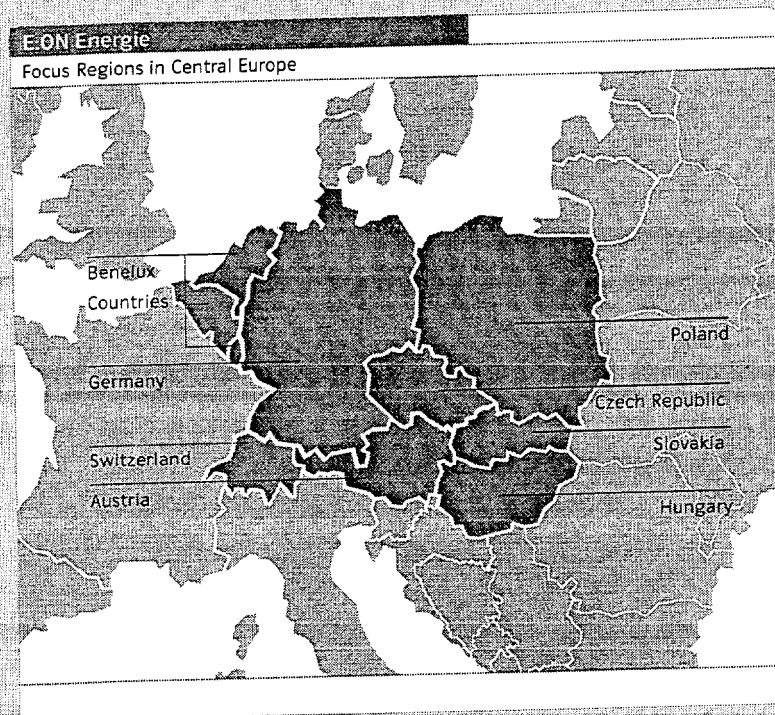 E.ON Energie
Focus Regions in Central Europe
Benelux
Countries
Poland
Germany
Czech Republic
Slovakia
Switzerland
Austria
Hungary